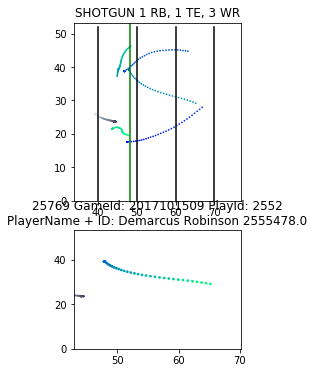 SHOTGUN 1 RB, 1 TE, 3 WR
50
40
30
20
10
0
40 50 60 70
25769 GameId: 2017101509 PlayId: 2552
PlayerName + ID: Demarcus Robinson 2555478.0
40
20
0
50 60 70